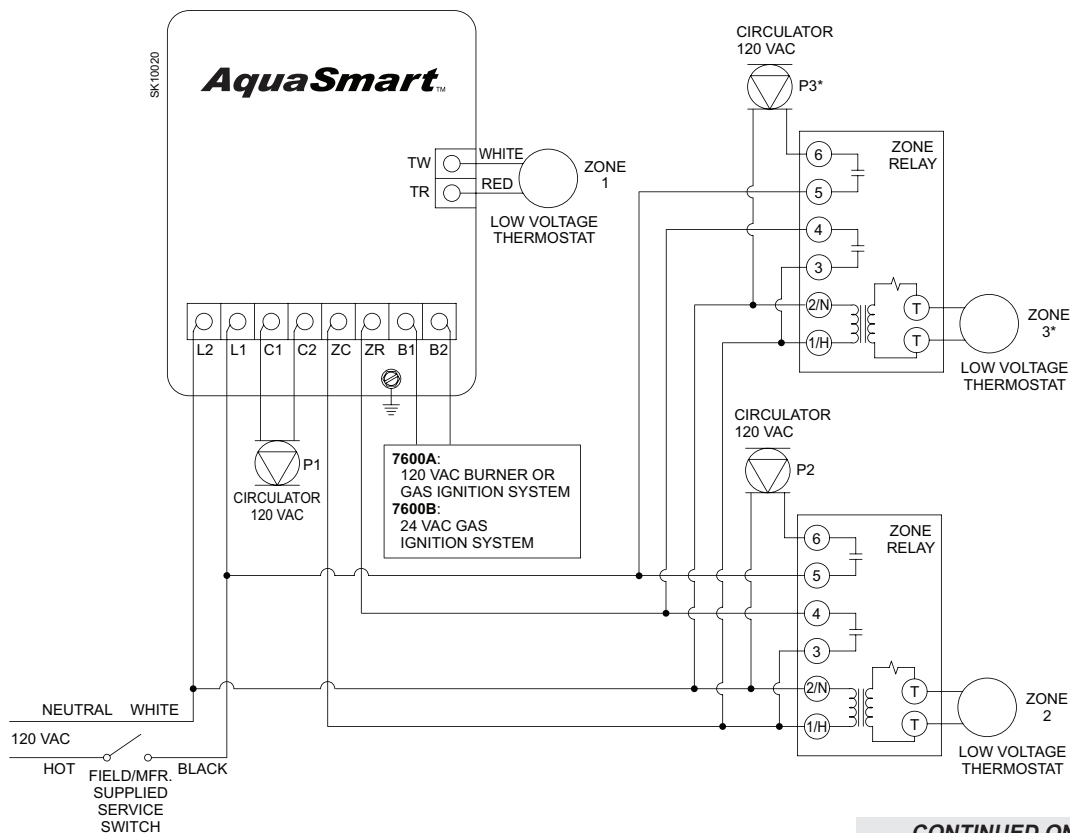 SK10020
AquaSmart™
TW
WHITE
TR
RED
ZONE
1
LOW VOLTAGE
THERMOSTAT
L2 L1 C1 C2 ZC ZR B1 B2
P1
CIRCULATOR
120 VAC
7600A:
120 VAC BURNER OR
GAS IGNITION SYSTEM
7600B:
24 VAC GAS
IGNITION SYSTEM
CIRCULATOR
120 VAC
P3*
ZONE
RELAY
6
5
4
3
2/N
1/H
T
T
ZONE
3*
LOW VOLTAGE
THERMOSTAT
CIRCULATOR
120 VAC
P2
ZONE
RELAY
6
5
4
3
2/N
1/H
T
T
ZONE
2
LOW VOLTAGE
THERMOSTAT
NEUTRAL WHITE
120 VAC
HOT
BLACK
FIELD/MFR.
SUPPLIED
SERVICE
SWITCH
CONTINUED ON